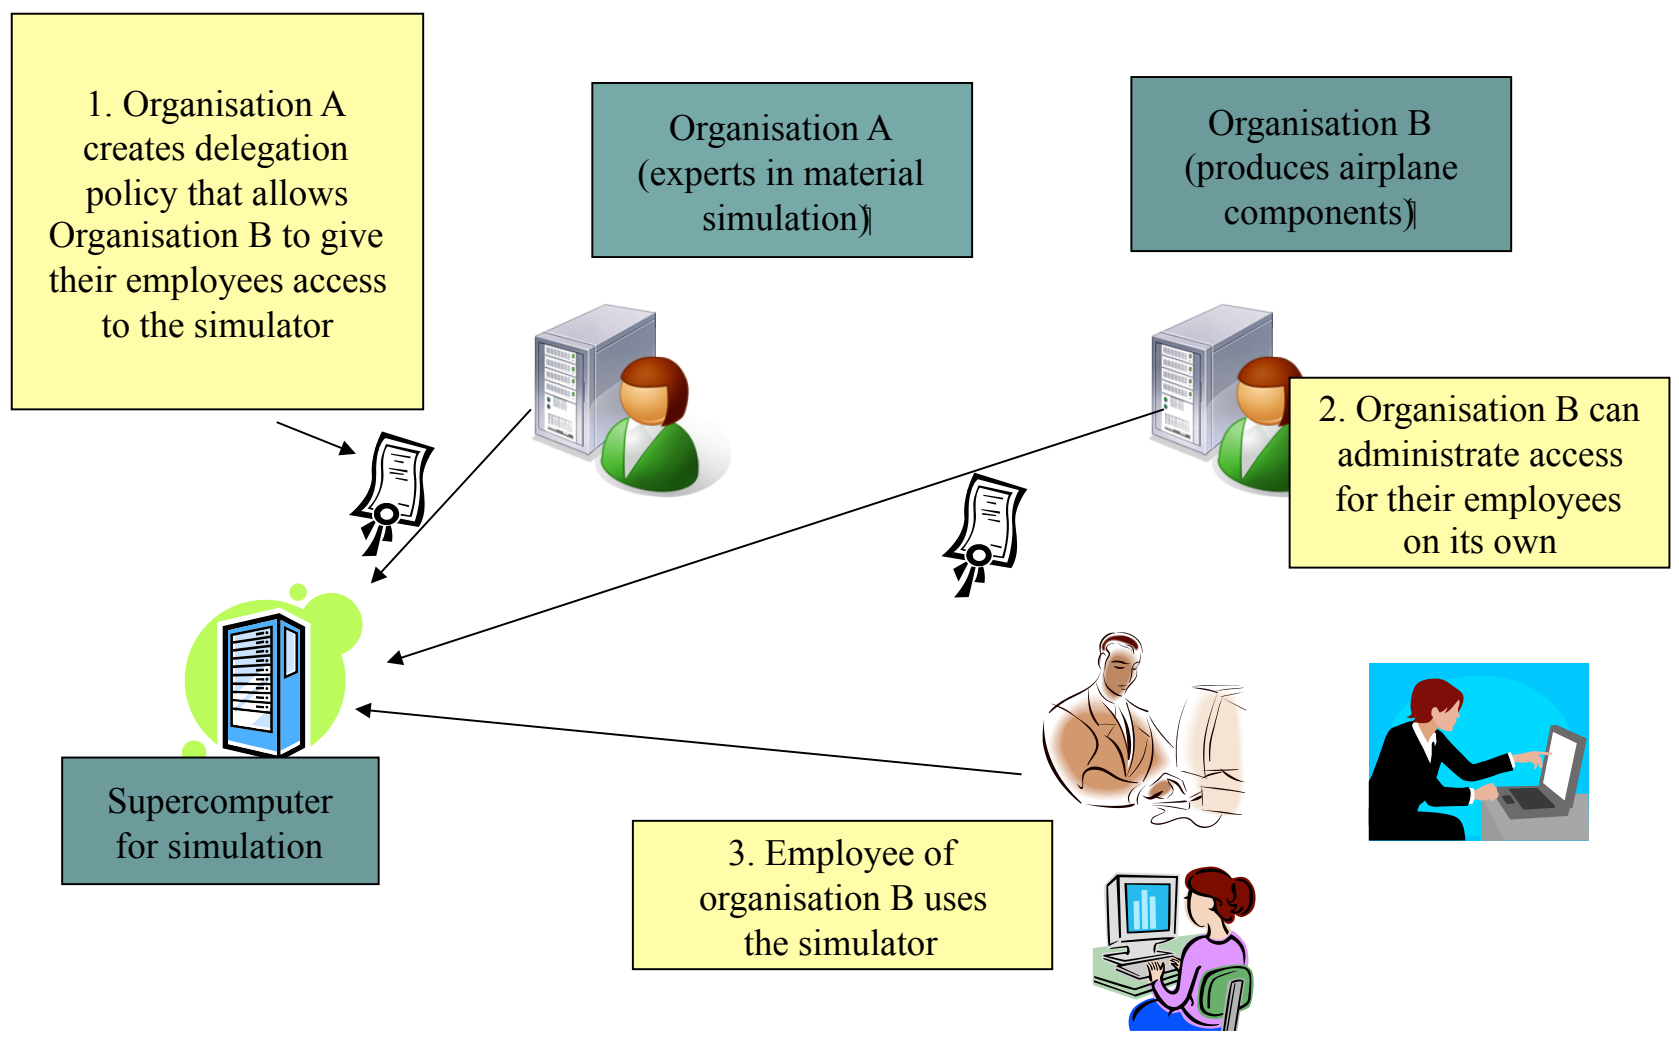 1. Organisation A
creates delegation
policy that allows
Organisation B to give
their employees access
to the simulator
Organisation A
(experts in material
simulation)
Organisation B
(produces airplane
components)
2. Organisation B can
administrate access
for their employees
on its own
Supercomputer
for simulation
3. Employee of
organisation B uses
the simulator